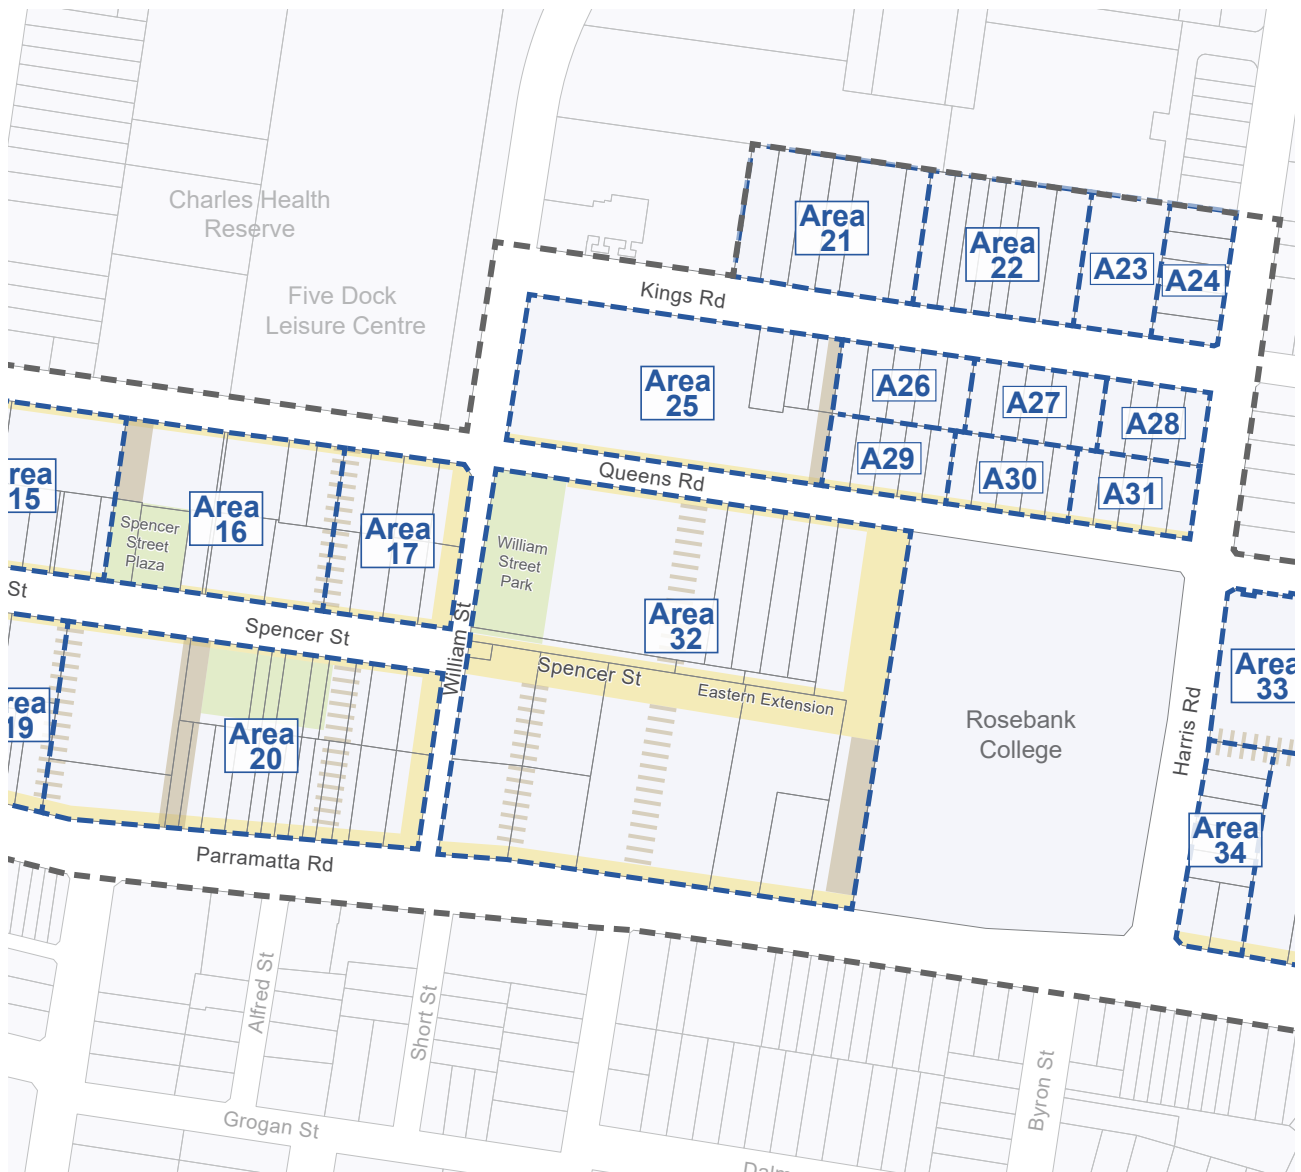 Charles Health
Reserve
Five Dock
Leisure Centre
Area
21
Area
22
A23
A24
Kings Rd
Area
25
A26
A27
A28
A29
A30
A31
Queens Rd
rea
15
Spencer
Street
Plaza
Area
16
Area
17
William
Street
Park
Area
32
St
Spencer St
William St
Spencer St
Eastern Extension
rea
19
Area
20
Rosebank
College
Harris Rd
Area
33
Area
34
Parramatta Rd
Alfred St
Short St
Byron St
Grogan St